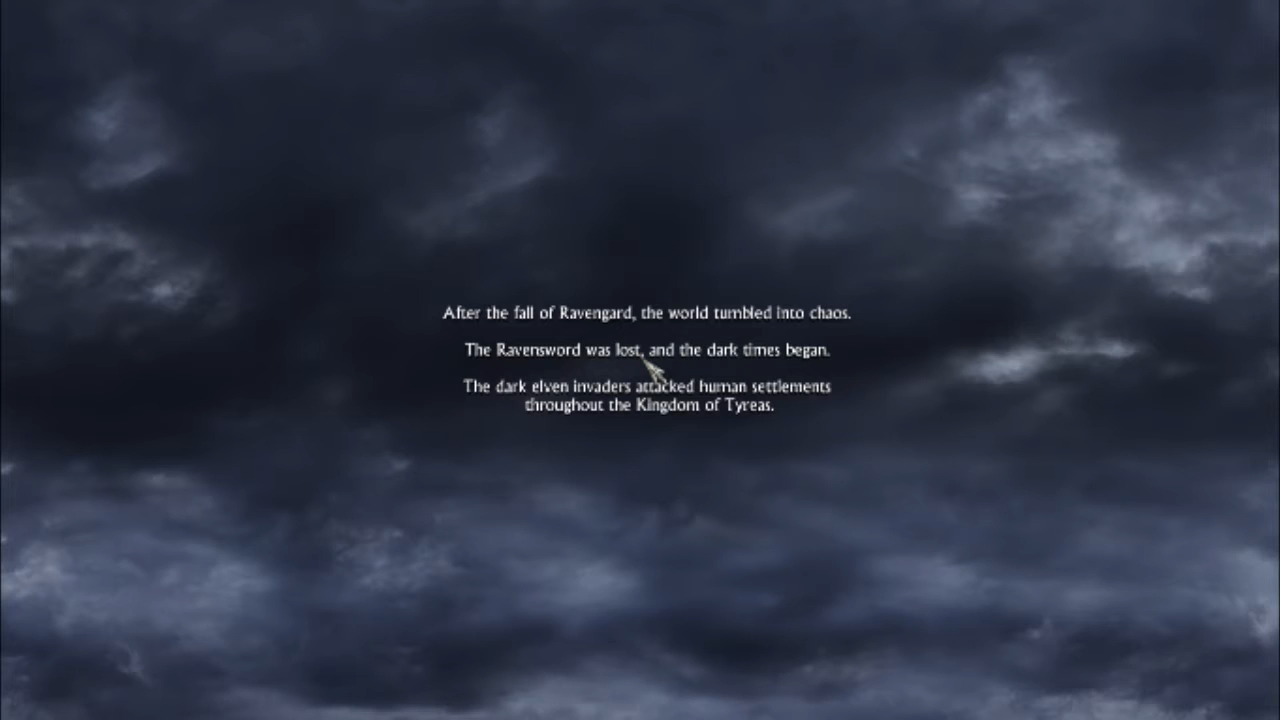 After the fall of Ravengard, the world tumbled into chaos.
The Ravensword was lost, and the dark times began.
The dark elven invaders attacked human settlements
throughout the Kingdom of Tyreas.